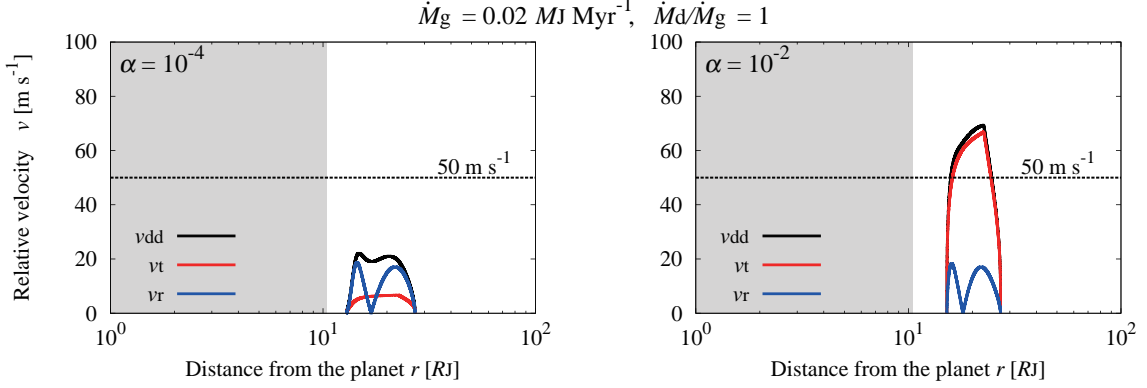 Ṁg = 0.02 MJ Myr⁻¹, Ṁd/Ṁg = 1
Relative velocity v [m s⁻¹]
100
80
60
40
20
0
α = 10⁻⁴
50 m s⁻¹
vdd
vt
vr
10⁰
10¹
10²
Distance from the planet r [RJ]
100
80
60
40
20
0
α = 10⁻²
50 m s⁻¹
vdd
vt
vr
10⁰
10¹
10²
Distance from the planet r [RJ]